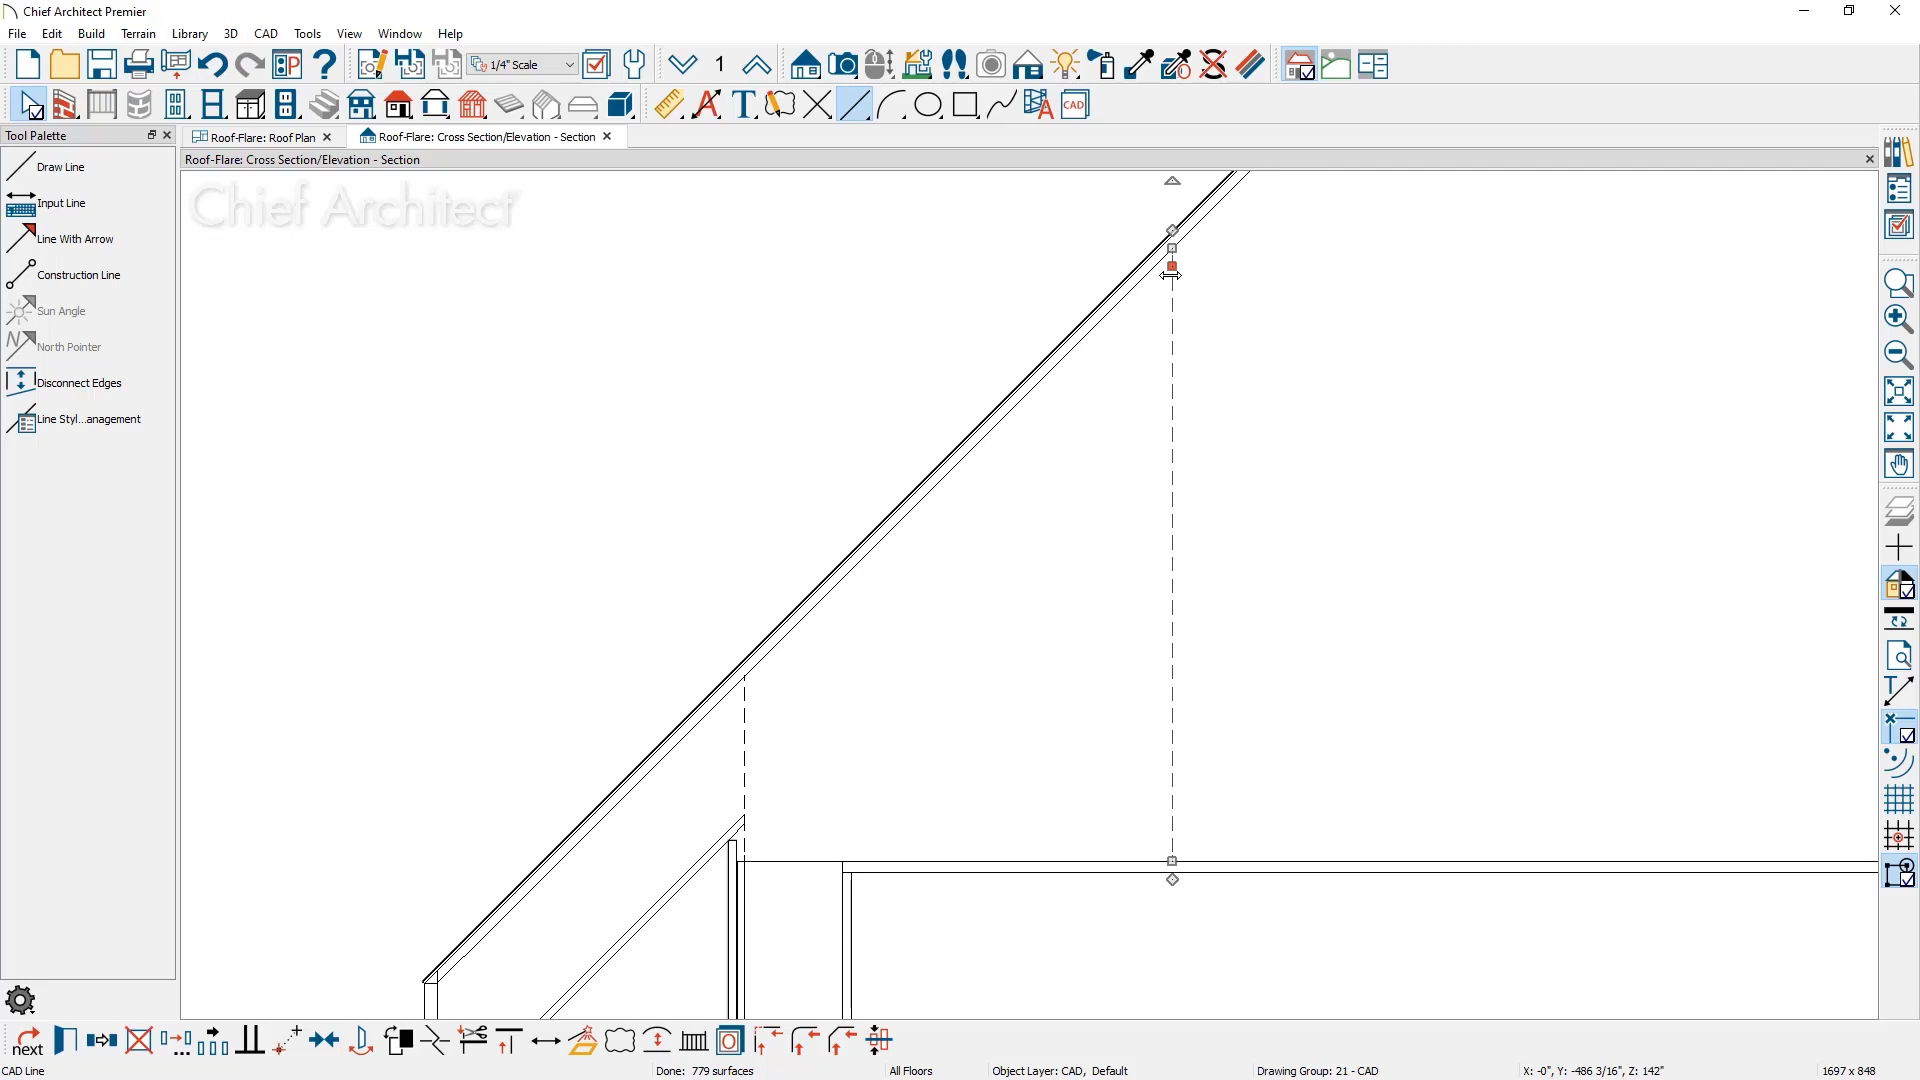 Chief Architect Premier
File Edit Build Terrain Library 3D CAD Tools View Window Help
1/4" Scale 1
T A CAD
Tool Palette
Roof-Flare: Roof Plan Roof-Flare: Cross Section/Elevation - Section
Roof-Flare: Cross Section/Elevation - Section
Chief Architect
Draw Line
Input Line
Line With Arrow
Construction Line
Sun Angle
North Pointer
Disconnect Edges
Line Styl...anagement
next
CAD Line Done: 779 surfaces All Floors Object Layer: CAD, Default Drawing Group: 21 - CAD X: -0", Y: -486 3/16", Z: 142" 1697 x 848